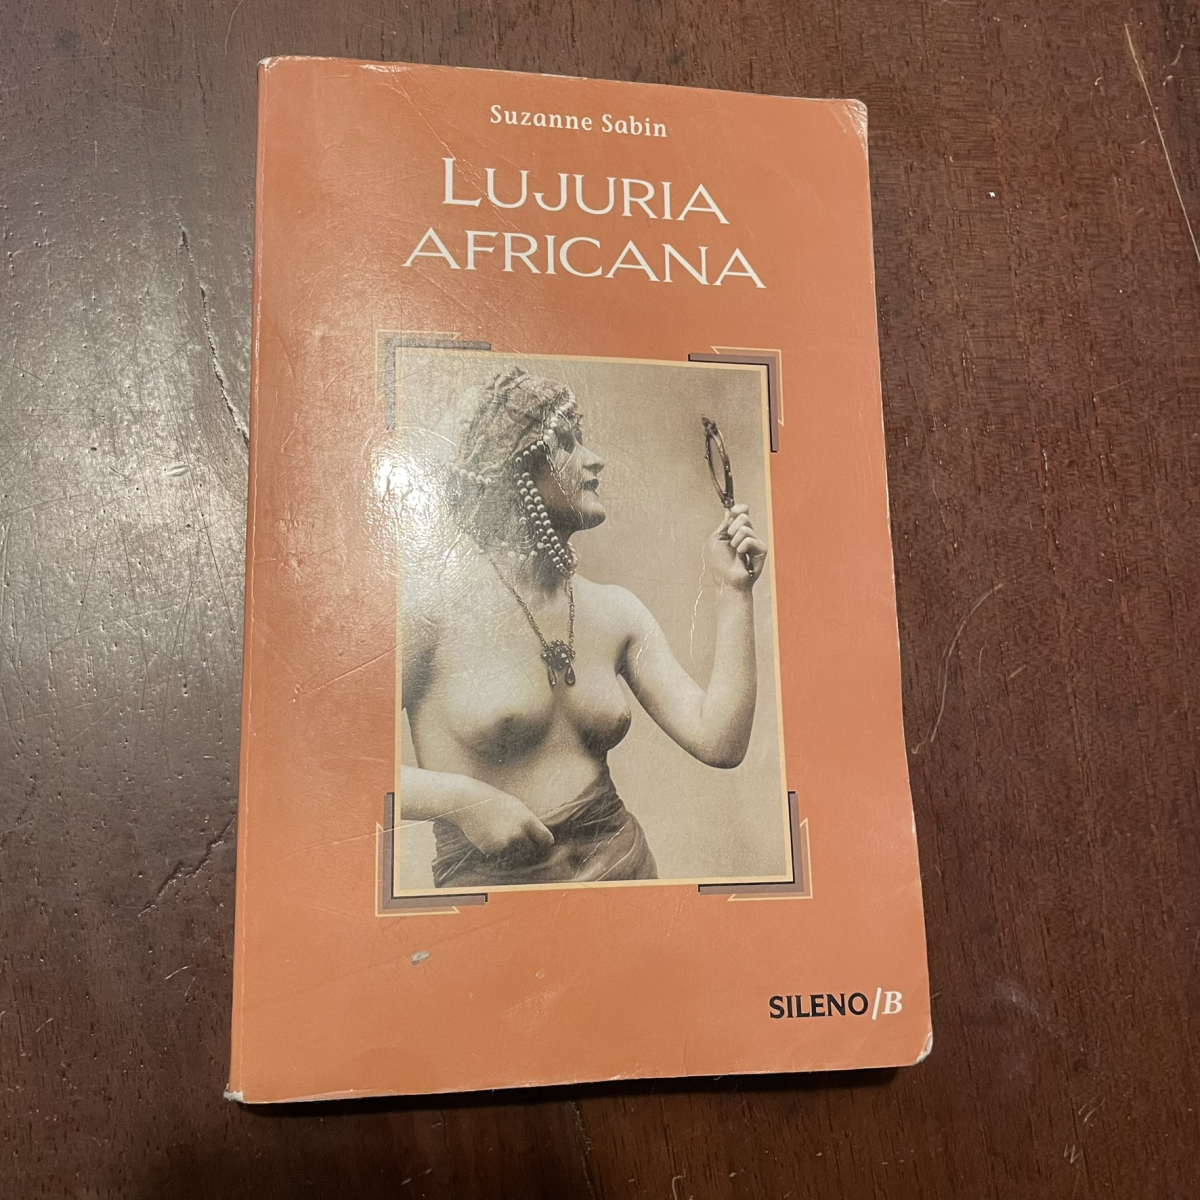 Suzanne Sabin
LUJURIA
AFRICANA
SILENO/B